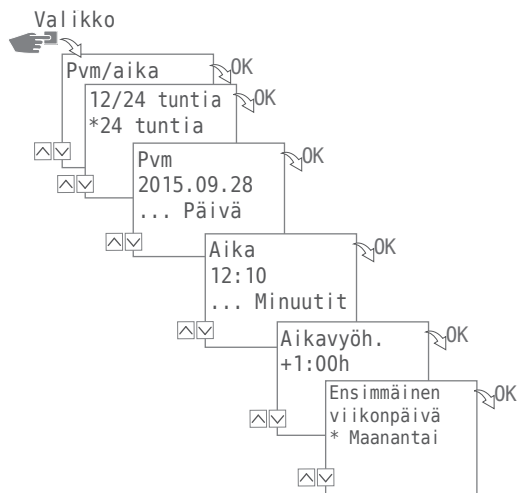 Valikko
Pvm/aika
OK
12/24 tuntia
*24 tuntia
OK
Pvm
2015.09.28
... Päivä
OK
Aika
12:10
... Minuutit
OK
Aikavyöh.
+1:00h
OK
Ensimmäinen
viikonpäivä
* Maanantai
OK